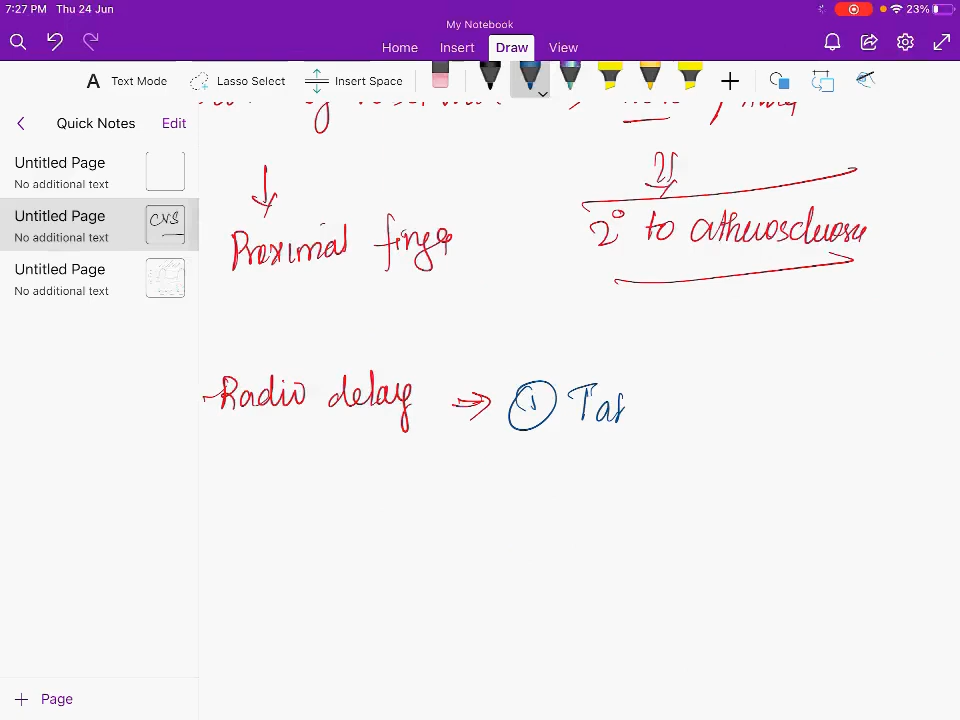 7:27 PM Thu 24 Jun
23%
My Notebook
Home Insert Draw View
Text Mode Lasso Select Insert Space
Quick Notes Edit
Untitled Page
No additional text
Untitled Page
CNS
No additional text
Untitled Page
No additional text
Proximal finger
2° to atherosclerosis
Radio delay → ① Tak
+ Page